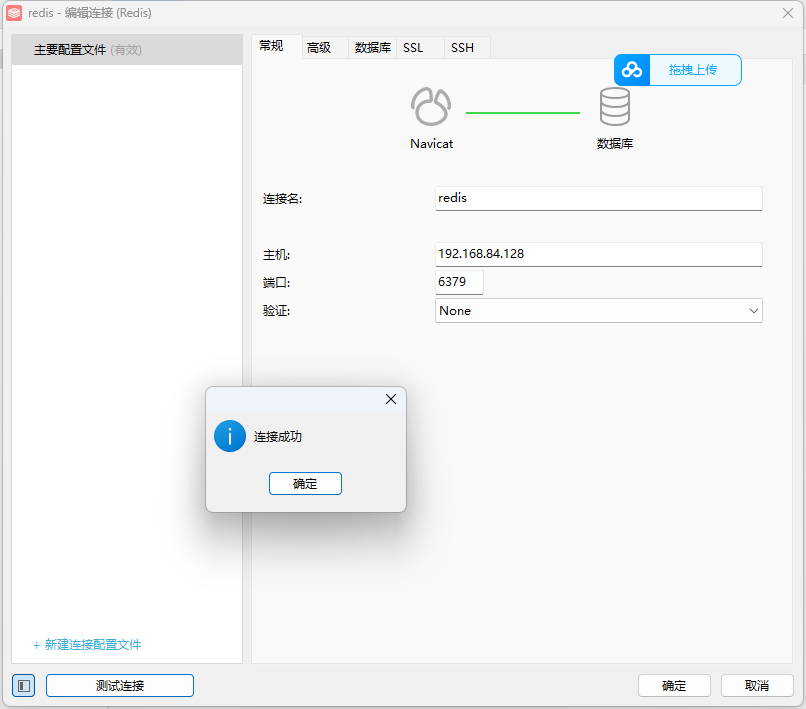 redis - 编辑连接 (Redis)
主要配置文件 (有效)
常规 高级 数据库 SSL SSH
拖拽上传
Navicat 数据库
连接名: redis
主机: 192.168.84.128
端口: 6379
验证: None
连接成功
确定
+ 新建连接配置文件
测试连接 确定 取消